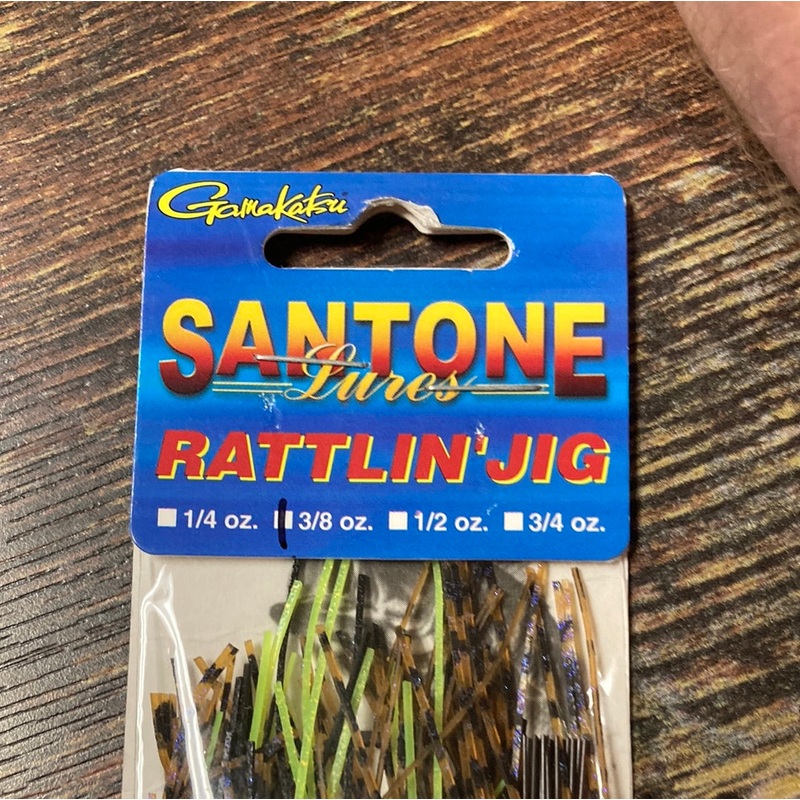 Gamakatsu
SANTONE
Lures
RATTLIN' JIG
1/4 oz. 3/8 oz. 1/2 oz. 3/4 oz.